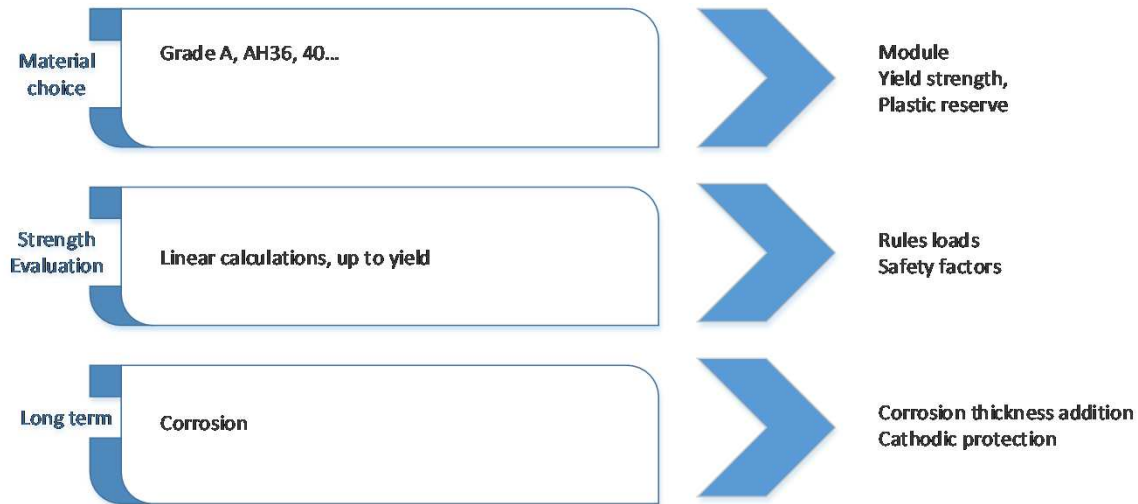 Material
choice
Grade A, AH36, 40...
Module
Yield strength,
Plastic reserve
Strength
Evaluation
Linear calculations, up to yield
Rules loads
Safety factors
Long term
Corrosion
Corrosion thickness addition
Cathodic protection